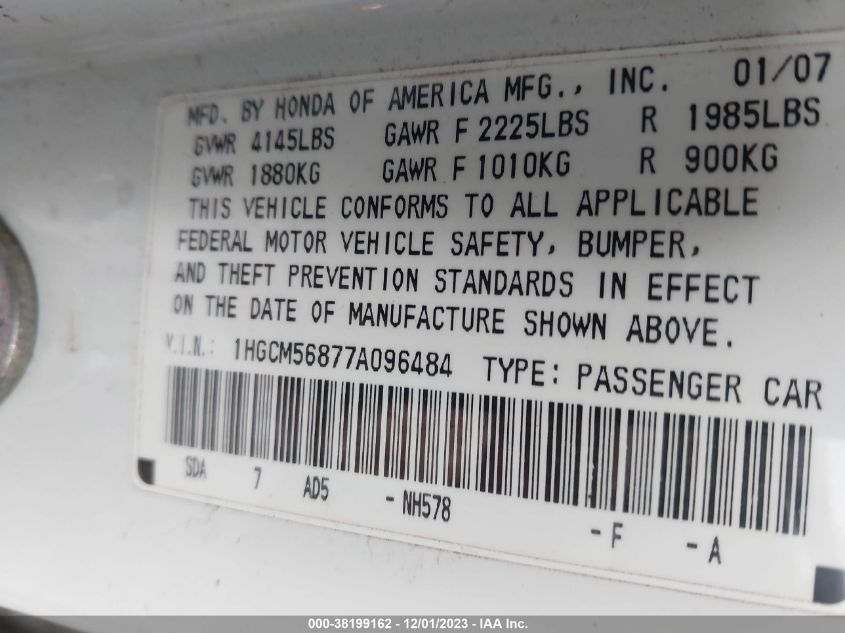 MFD. BY HONDA OF AMERICA MFG., INC. 01/07
GVWR 4145LBS GAWR F 2225LBS R 1985LBS
GVWR 1880KG GAWR F 1010KG R 900KG
THIS VEHICLE CONFORMS TO ALL APPLICABLE
FEDERAL MOTOR VEHICLE SAFETY, BUMPER,
AND THEFT PREVENTION STANDARDS IN EFFECT
ON THE DATE OF MANUFACTURE SHOWN ABOVE.
V.I.N.: 1HGCM56877A096484 TYPE: PASSENGER CAR
SDA 7 AD5 - NH578 - F - A
000-38199162 - 12/01/2023 - IAA Inc.